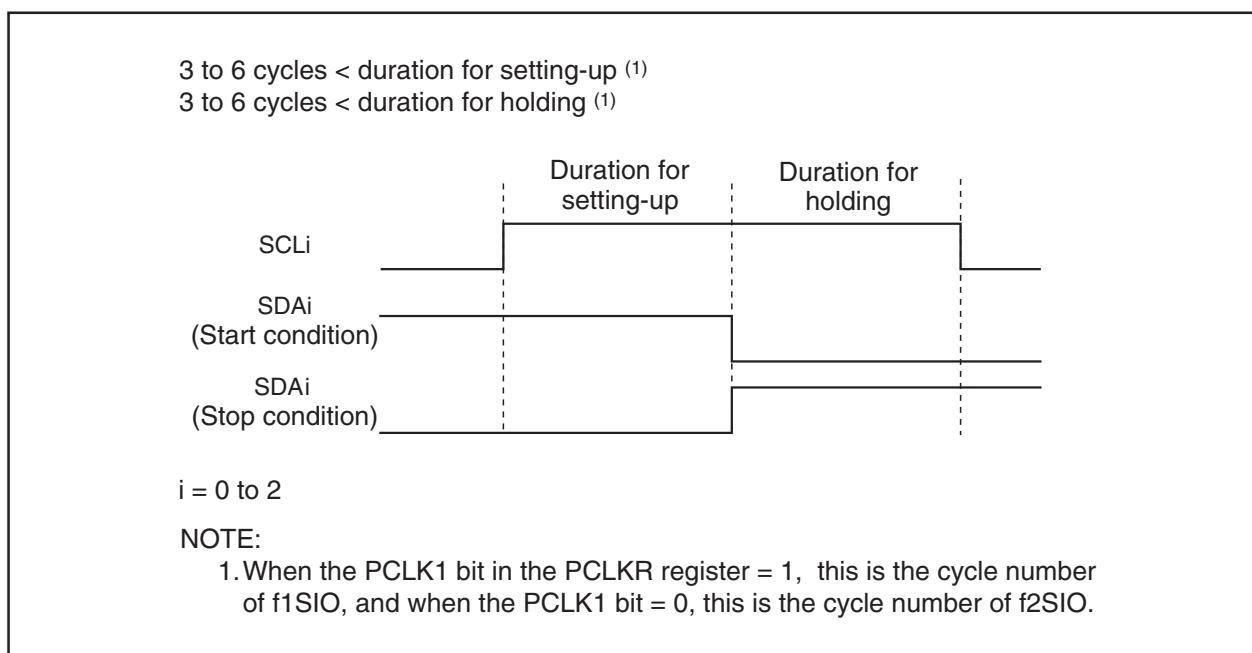 3 to 6 cycles < duration for setting-up (1)
3 to 6 cycles < duration for holding (1)
Duration for
setting-up
Duration for
holding
SCLi
SDAi
(Start condition)
SDAi
(Stop condition)
i = 0 to 2
NOTE:
1. When the PCLK1 bit in the PCLKR register = 1, this is the cycle number
of f1SIO, and when the PCLK1 bit = 0, this is the cycle number of f2SIO.